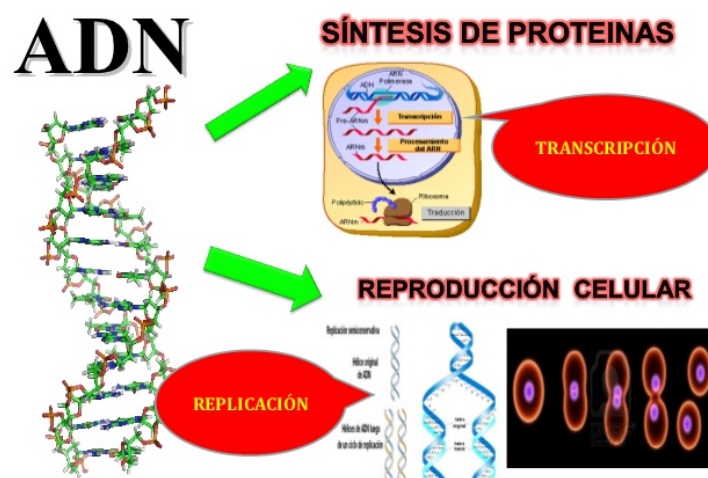 ADN
SÍNTESIS DE PROTEINAS
ARN
Polimerasa
ADN
Transcripción
Pre-ARNm
Procesamiento
del ARN
ARNm
Ribosoma
Polipéptido
Traducción
ARNm
TRANSCRIPCIÓN
REPRODUCCIÓN CELULAR
Replicación semiconservativa
Hélice original
de ADN
REPLICACIÓN
Hélices de ADN luego
de un ciclo de replicación